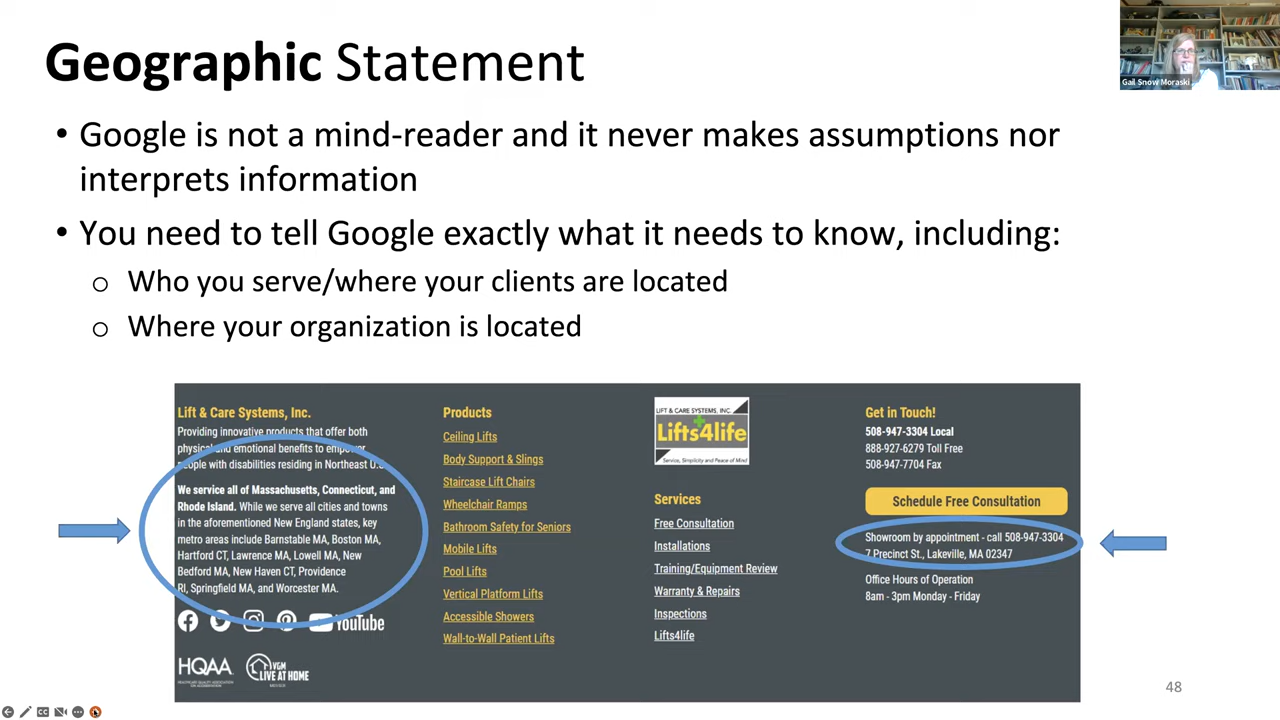 Geographic Statement
• Google is not a mind-reader and it never makes assumptions nor
interprets information
• You need to tell Google exactly what it needs to know, including:
o Who you serve/where your clients are located
o Where your organization is located
Gail Snow Moraski
Lift & Care Systems, Inc.
Providing innovative products that offer both
physical and emotional benefits to empower
people with disabilities residing in Northeast U.S.
We service all of Massachusetts, Connecticut, and
Rhode Island. While we serve all cities and towns
in the aforementioned New England states, key
metro areas include Barnstable MA, Boston MA,
Hartford CT, Lawrence MA, Lowell MA, New
Bedford MA, New Haven CT, Providence
RI, Springfield MA, and Worcester MA.
YouTube
HQAA
VGM
LIVE AT HOME
Products
Ceiling Lifts
Body Support & Slings
Staircase Lift Chairs
Wheelchair Ramps
Bathroom Safety for Seniors
Mobile Lifts
Pool Lifts
Vertical Platform Lifts
Accessible Showers
Wall-to-Wall Patient Lifts
LIFT & CARE SYSTEMS, INC.
Lifts4life
Service, Simplicity and Peace of Mind
Services
Free Consultation
Installations
Training/Equipment Review
Warranty & Repairs
Inspections
Lifts4life
Get in Touch!
508-947-3304 Local
888-927-6279 Toll Free
508-947-7704 Fax
Schedule Free Consultation
Showroom by appointment - call 508-947-3304
7 Precinct St., Lakeville, MA 02347
Office Hours of Operation
8am - 3pm Monday - Friday
48